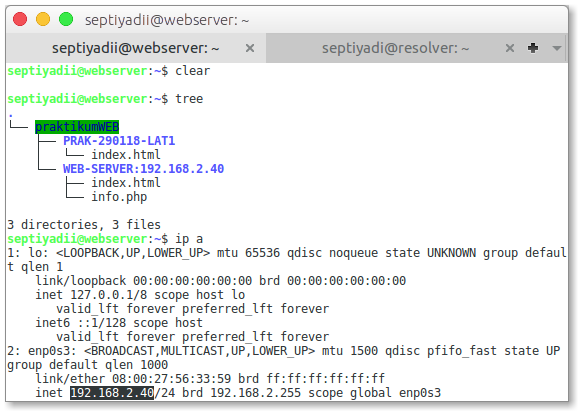 septiyadii@webserver: ~
septiyadii@webserver: ~ × septiyadi@resolver: ~ ×
septiyadii@webserver:~$ clear
septiyadii@webserver:~$ tree
.
└── praktikumWEB
    ├── PRAK-290118-LAT1
    │   └── index.html
    └── WEB-SERVER:192.168.2.40
        ├── index.html
        └── info.php
3 directories, 3 files
septiyadii@webserver:~$ ip a
1: lo: <LOOPBACK,UP,LOWER_UP> mtu 65536 qdisc noqueue state UNKNOWN group defaul
t qlen 1
    link/loopback 00:00:00:00:00:00 brd 00:00:00:00:00:00
    inet 127.0.0.1/8 scope host lo
       valid_lft forever preferred_lft forever
    inet6 ::1/128 scope host
       valid_lft forever preferred_lft forever
2: enp0s3: <BROADCAST,MULTICAST,UP,LOWER_UP> mtu 1500 qdisc pfifo_fast state UP
group default qlen 1000
    link/ether 08:00:27:56:33:59 brd ff:ff:ff:ff:ff:ff
    inet 192.168.2.40/24 brd 192.168.2.255 scope global enp0s3